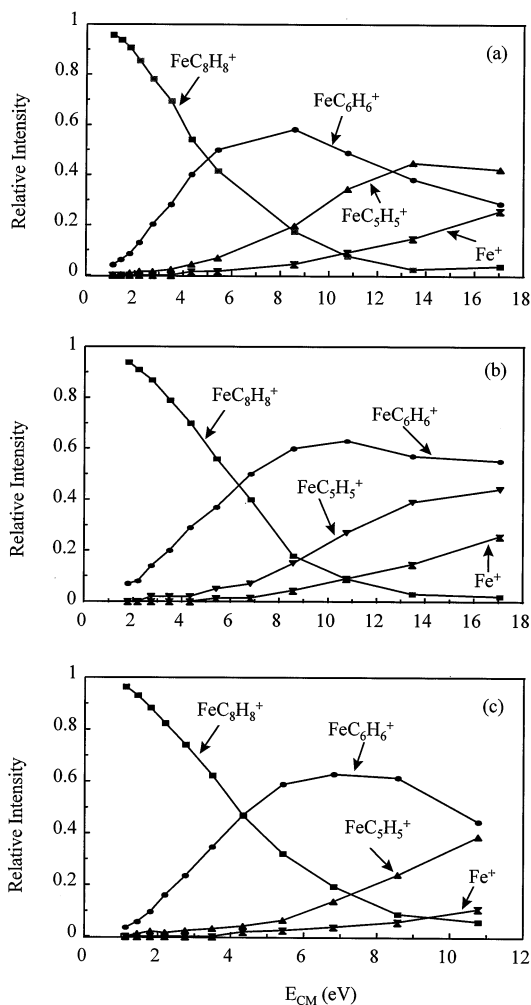 1
(a)
FeC₈H₈⁺
0.8
FeC₆H₆⁺
0.6
Relative Intensity
0.4
FeC₅H₅⁺
0.2
Fe⁺
0
0 2 4 6 8 10 12 14 16 18
1
(b)
FeC₈H₈⁺
0.8
FeC₆H₆⁺
0.6
Relative Intensity
FeC₅H₅⁺
0.4
0.2
Fe⁺
0
0 2 4 6 8 10 12 14 16 18
1
FeC₈H₈⁺
(c)
FeC₆H₆⁺
0.8
0.6
Relative Intensity
FeC₅H₅⁺
0.4
Fe⁺
0.2
0
0 2 4 6 8 10 12 14
E_CM (eV)